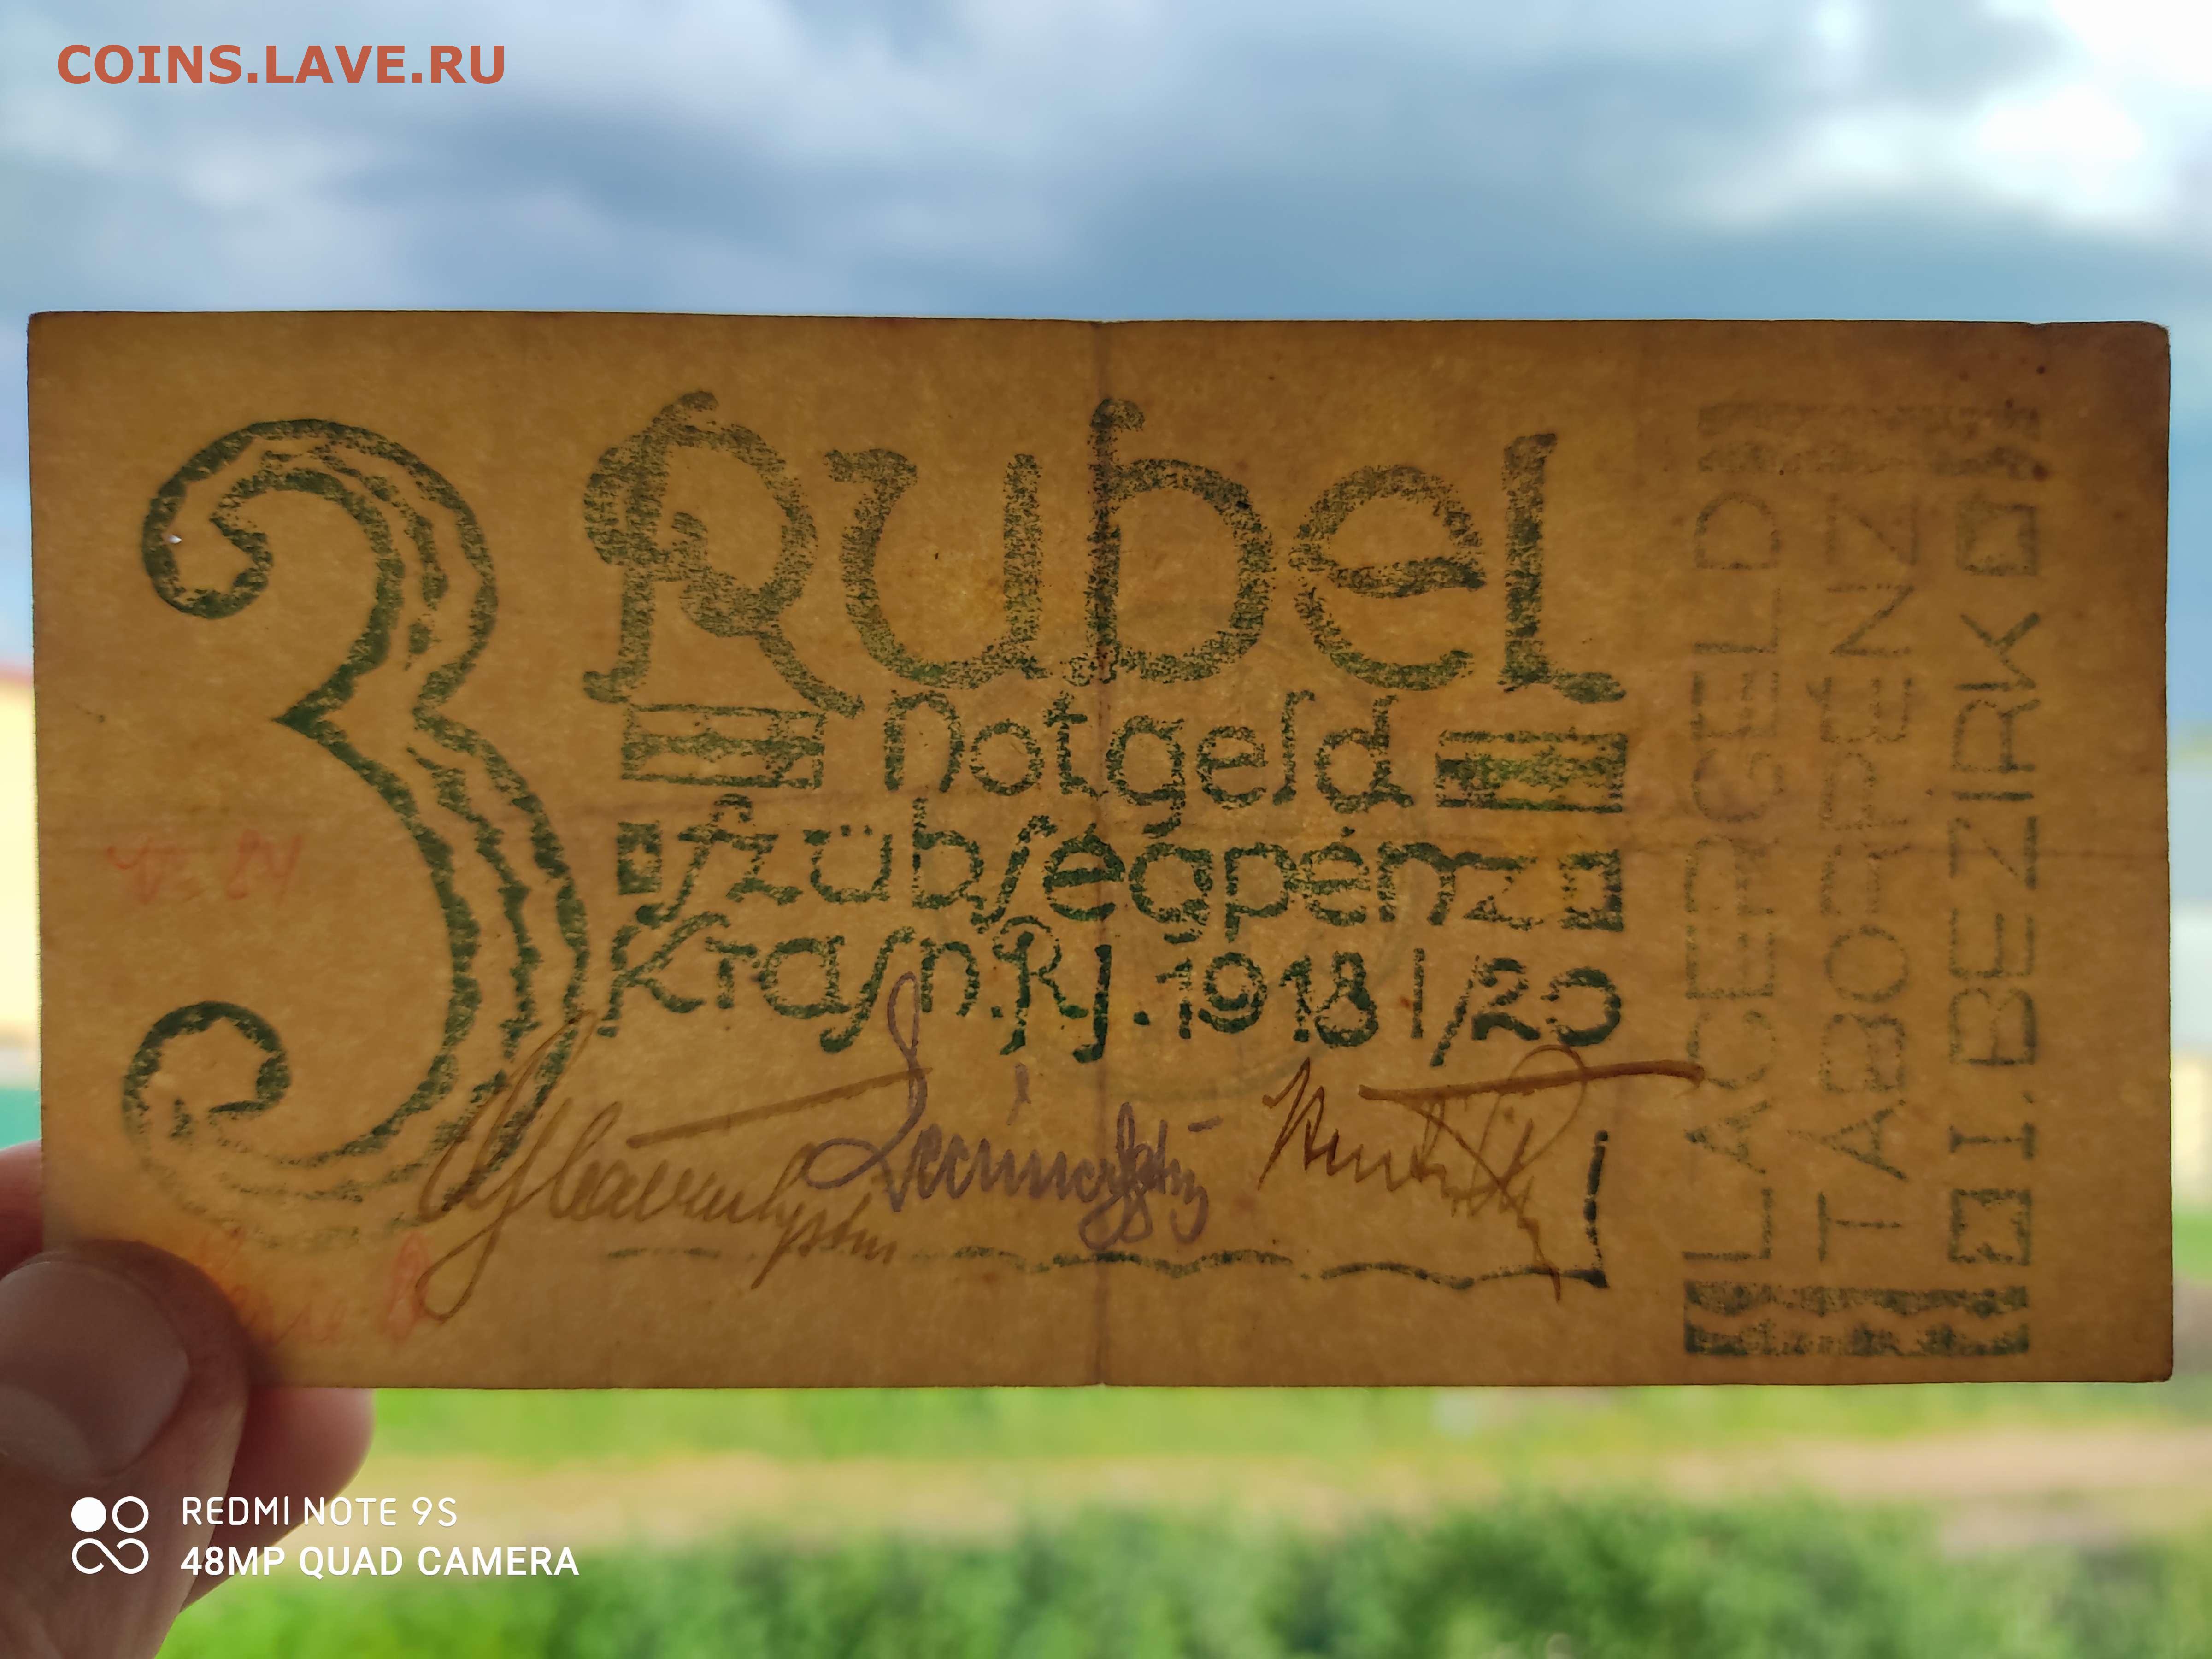 COINS.LAVE.RU
3 Rubel
Notgeld
szübségpénz
Krasn.Rj.1918 I/20
LAGERGELD
TÁBORPÉNZ
I. BEZIRK
REDMI NOTE 9S
48MP QUAD CAMERA